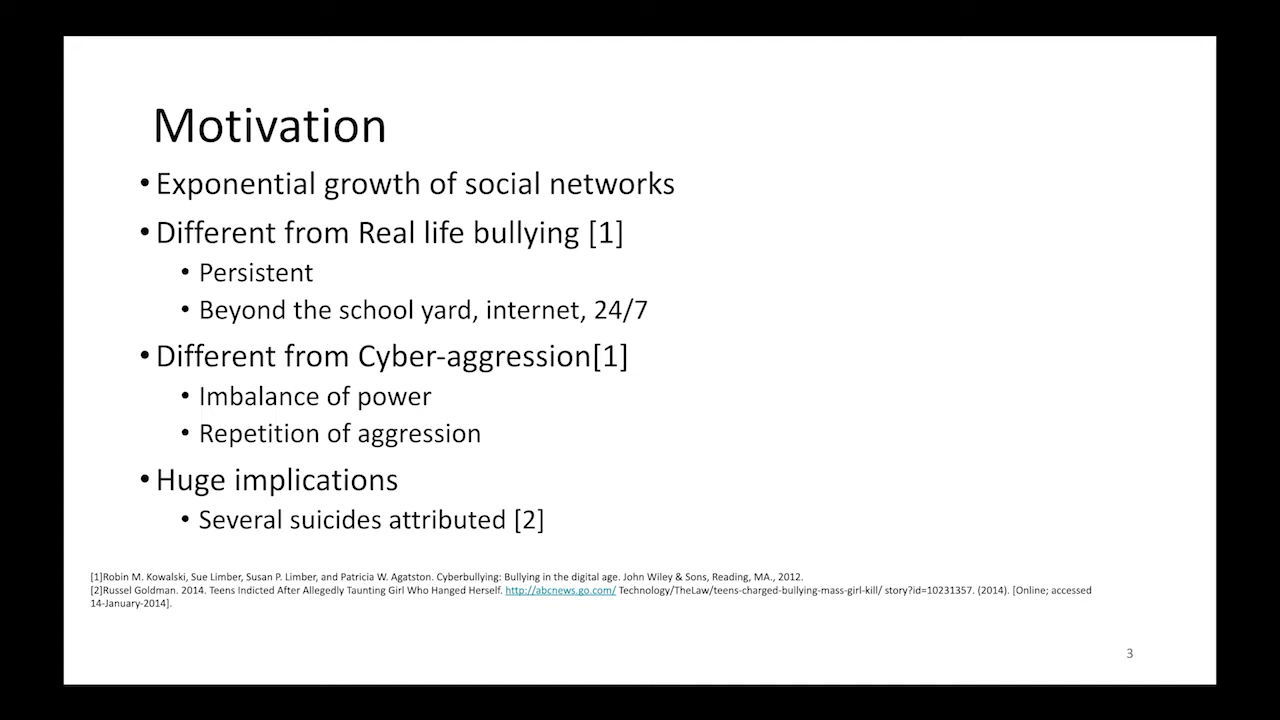 Motivation
• Exponential growth of social networks
• Different from Real life bullying [1]
• Persistent
• Beyond the school yard, internet, 24/7
• Different from Cyber-aggression[1]
• Imbalance of power
• Repetition of aggression
• Huge implications
• Several suicides attributed [2]
[1]Robin M. Kowalski, Sue Limber, Susan P. Limber, and Patricia W. Agatston. Cyberbullying: Bullying in the digital age. John Wiley & Sons, Reading, MA., 2012.
[2]Russel Goldman. 2014. Teens Indicted After Allegedly Taunting Girl Who Hanged Herself. http://abcnews.go.com/ Technology/TheLaw/teens-charged-bullying-mass-girl-kill/ story?id=10231357. (2014). [Online; accessed
14-January-2014].
3